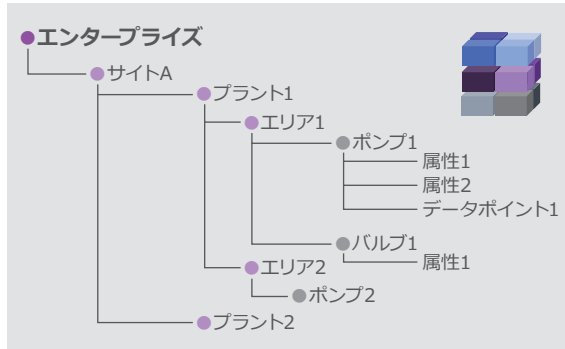 エンタープライズ
サイトA
プラント1
エリア1
ポンプ1
属性1
属性2
データポイント1
バルブ1
属性1
エリア2
ポンプ2
プラント2